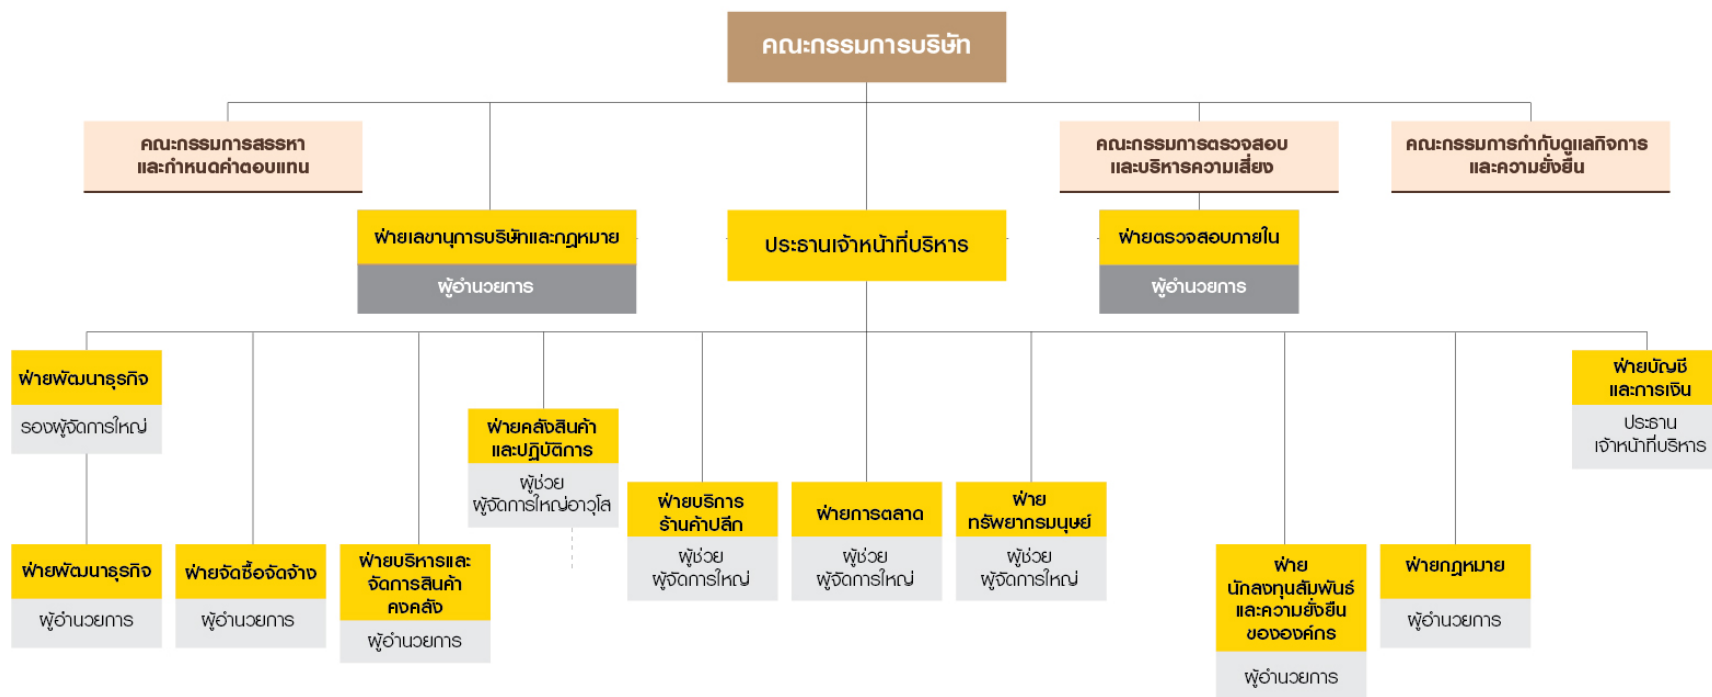 คณะกรรมการบริษัท
คณะกรรมการสรรหา
และกำหนดค่าตอบแทน
คณะกรรมการตรวจสอบ
และบริหารความเสี่ยง
คณะกรรมการกำกับดูแลกิจการ
และความยั่งยืน
ฝ่ายเลขานุการบริษัทและกฎหมาย
ผู้อำนวยการ
ประธานเจ้าหน้าที่บริหาร
ฝ่ายตรวจสอบภายใน
ผู้อำนวยการ
ฝ่ายพัฒนาธุรกิจ
รองผู้จัดการใหญ่
ฝ่ายพัฒนาธุรกิจ
ผู้อำนวยการ
ฝ่ายจัดซื้อจัดจ้าง
ผู้อำนวยการ
ฝ่ายบริหารและ
จัดการสินค้า
คงคลัง
ผู้อำนวยการ
ฝ่ายคลังสินค้า
และปฏิบัติการ
ผู้ช่วย
ผู้จัดการใหญ่อาวุโส
ฝ่ายบริการ
ร้านค้าปลีก
ผู้ช่วย
ผู้จัดการใหญ่
ฝ่ายการตลาด
ผู้ช่วย
ผู้จัดการใหญ่
ฝ่าย
ทรัพยากรมนุษย์
ผู้ช่วย
ผู้จัดการใหญ่
ฝ่าย
นักลงทุนสัมพันธ์
และความยั่งยืน
ขององค์กร
ผู้อำนวยการ
ฝ่ายกฎหมาย
ผู้อำนวยการ
ฝ่ายบัญชี
และการเงิน
ประธาน
เจ้าหน้าที่บริหาร